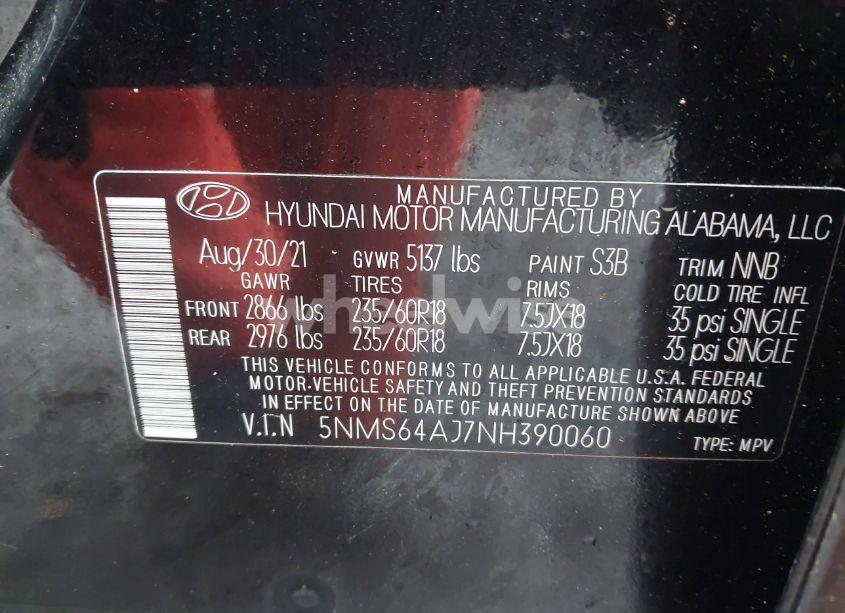 MANUFACTURED BY
HYUNDAI MOTOR MANUFACTURING ALABAMA, LLC
Aug/30/21 GVWR 5137 lbs PAINT S3B TRIM NNB
GAWR TIRES RIMS COLD TIRE INFL
FRONT 2866 lbs 235/60R18 7.5JX18 35 psi SINGLE
REAR 2976 lbs 235/60R18 7.5JX18 35 psi SINGLE
THIS VEHICLE CONFORMS TO ALL APPLICABLE U.S.A. FEDERAL
MOTOR-VEHICLE SAFETY AND THEFT PREVENTION STANDARDS
IN EFFECT ON THE DATE OF MANUFACTURE SHOWN ABOVE
V.I.N 5NMS64AJ7NH390060 TYPE: MPV